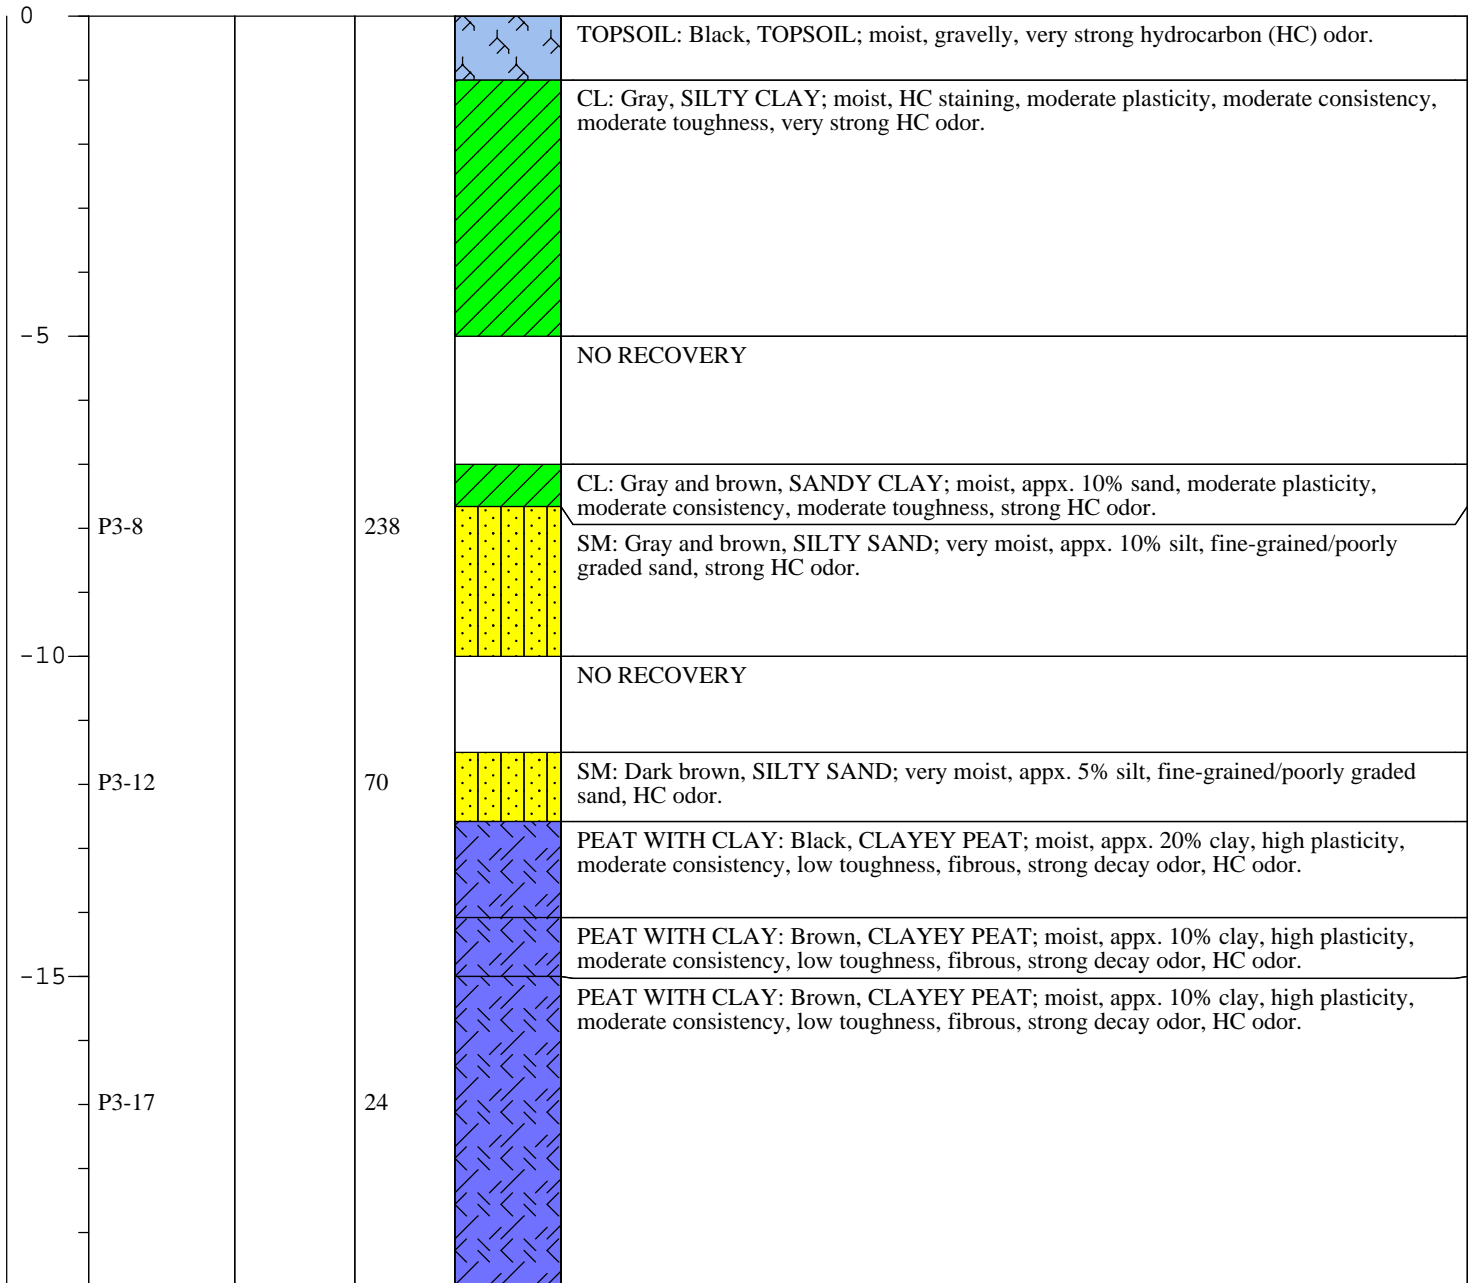 0
TOPSOIL: Black, TOPSOIL; moist, gravelly, very strong hydrocarbon (HC) odor.
CL: Gray, SILTY CLAY; moist, HC staining, moderate plasticity, moderate consistency,
moderate toughness, very strong HC odor.
-5
NO RECOVERY
CL: Gray and brown, SANDY CLAY; moist, appx. 10% sand, moderate plasticity,
moderate consistency, moderate toughness, strong HC odor.
P3-8
238
SM: Gray and brown, SILTY SAND; very moist, appx. 10% silt, fine-grained/poorly
graded sand, strong HC odor.
-10
NO RECOVERY
P3-12
70
SM: Dark brown, SILTY SAND; very moist, appx. 5% silt, fine-grained/poorly graded
sand, HC odor.
PEAT WITH CLAY: Black, CLAYEY PEAT; moist, appx. 20% clay, high plasticity,
moderate consistency, low toughness, fibrous, strong decay odor, HC odor.
PEAT WITH CLAY: Brown, CLAYEY PEAT; moist, appx. 10% clay, high plasticity,
moderate consistency, low toughness, fibrous, strong decay odor, HC odor.
-15
PEAT WITH CLAY: Brown, CLAYEY PEAT; moist, appx. 10% clay, high plasticity,
moderate consistency, low toughness, fibrous, strong decay odor, HC odor.
P3-17
24